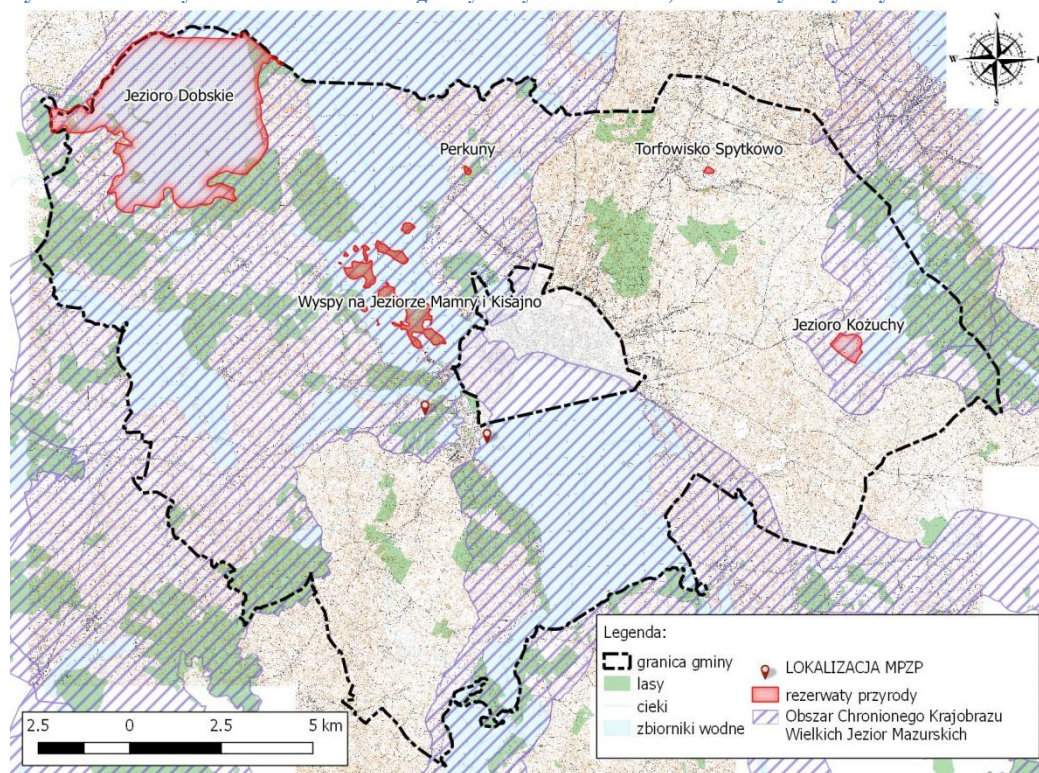 N
W
S
Jezioro Dobskie
Perkuny
Torfowisko Spytkowo
Wyspy na Jeziorze Mamry i Kisajno
Jezioro Kożuchy
Legenda:
granica gminy
lasy
cieki
zbiorniki wodne
LOKALIZACJA MPZP
rezerwaty przyrody
Obszar Chronionego Krajobrazu
Wielkich Jezior Mazurskich
2.5 0 2.5 5 km